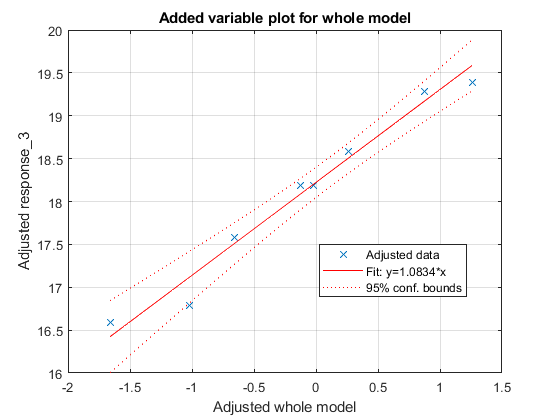 Added variable plot for whole model
20
19.5
19
18.5
18
17.5
17
16.5
16
Adjusted response_3
Adjusted data
Fit: y=1.0834*x
95% conf. bounds
-2
-1.5
-1
-0.5
0
0.5
1
1.5
Adjusted whole model